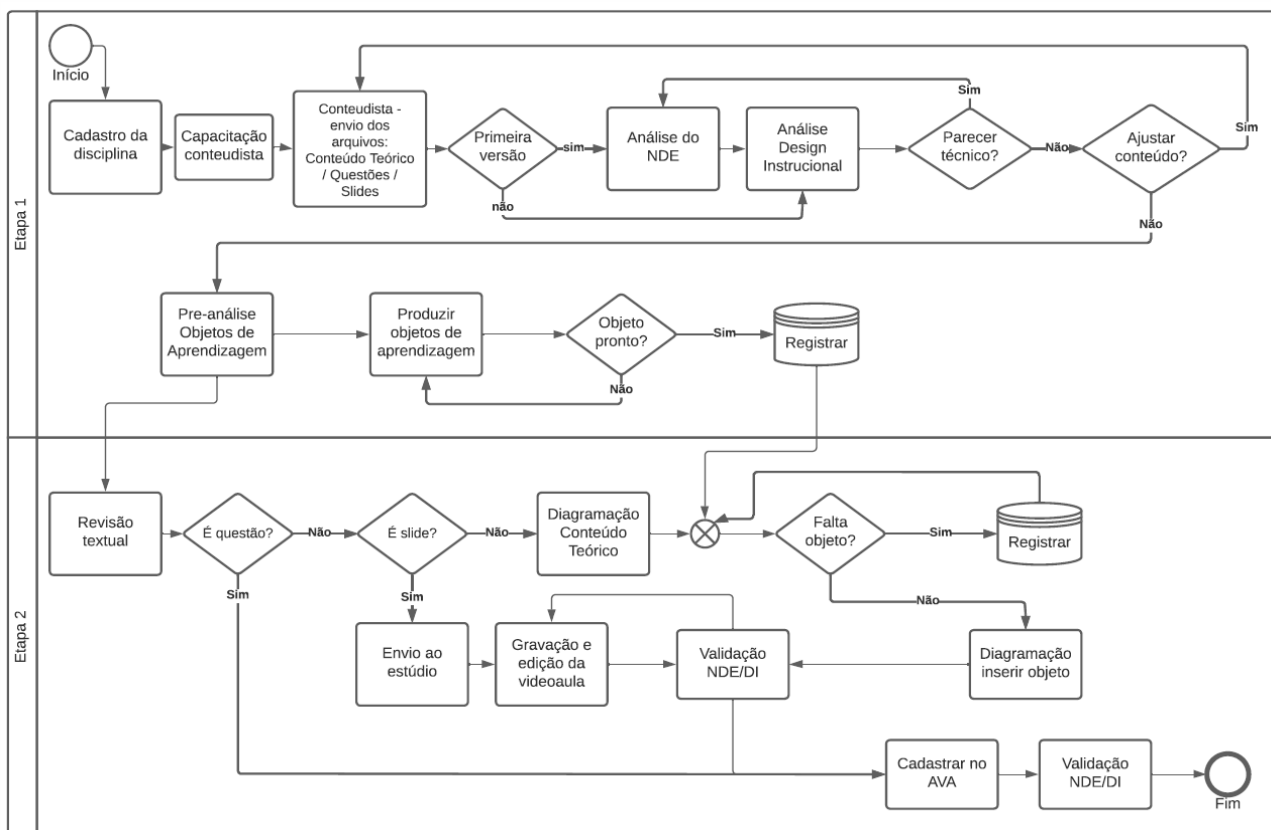 Etapa 1
Início
Cadastro da
disciplina
Capacitação
conteudista
Conteudista -
envio dos
arquivos:
Conteúdo Teórico
/ Questões /
Slides
Primeira
versão
sim
não
Análise do
NDE
Análise
Design
Instrucional
Sim
Parecer
técnico?
Não
Ajustar
conteúdo?
Sim
Não
Pre-análise
Objetos de
Aprendizagem
Produzir
objetos de
aprendizagem
Objeto
pronto?
Sim
Não
Registrar
Etapa 2
Revisão
textual
É questão?
Não
Sim
É slide?
Não
Sim
Diagramação
Conteúdo
Teórico
Falta
objeto?
Sim
Não
Registrar
Envio ao
estúdio
Gravação e
edição da
videoaula
Validação
NDE/DI
Diagramação
inserir objeto
Cadastrar no
AVA
Validação
NDE/DI
Fim